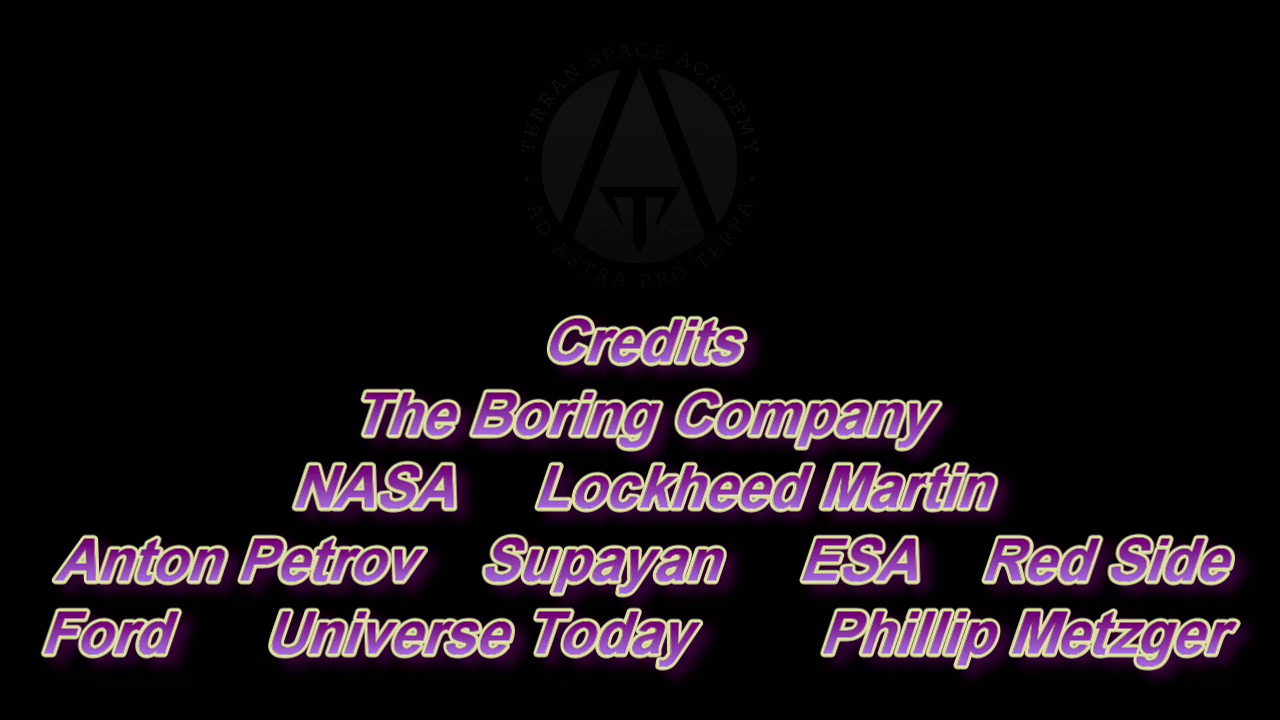 TERRAN SPACE ACADEMY
AD ASTRA PRO TERRA
Credits
The Boring Company
NASA Lockheed Martin
Anton Petrov Supayan ESA Red Side
Ford Universe Today Phillip Metzger